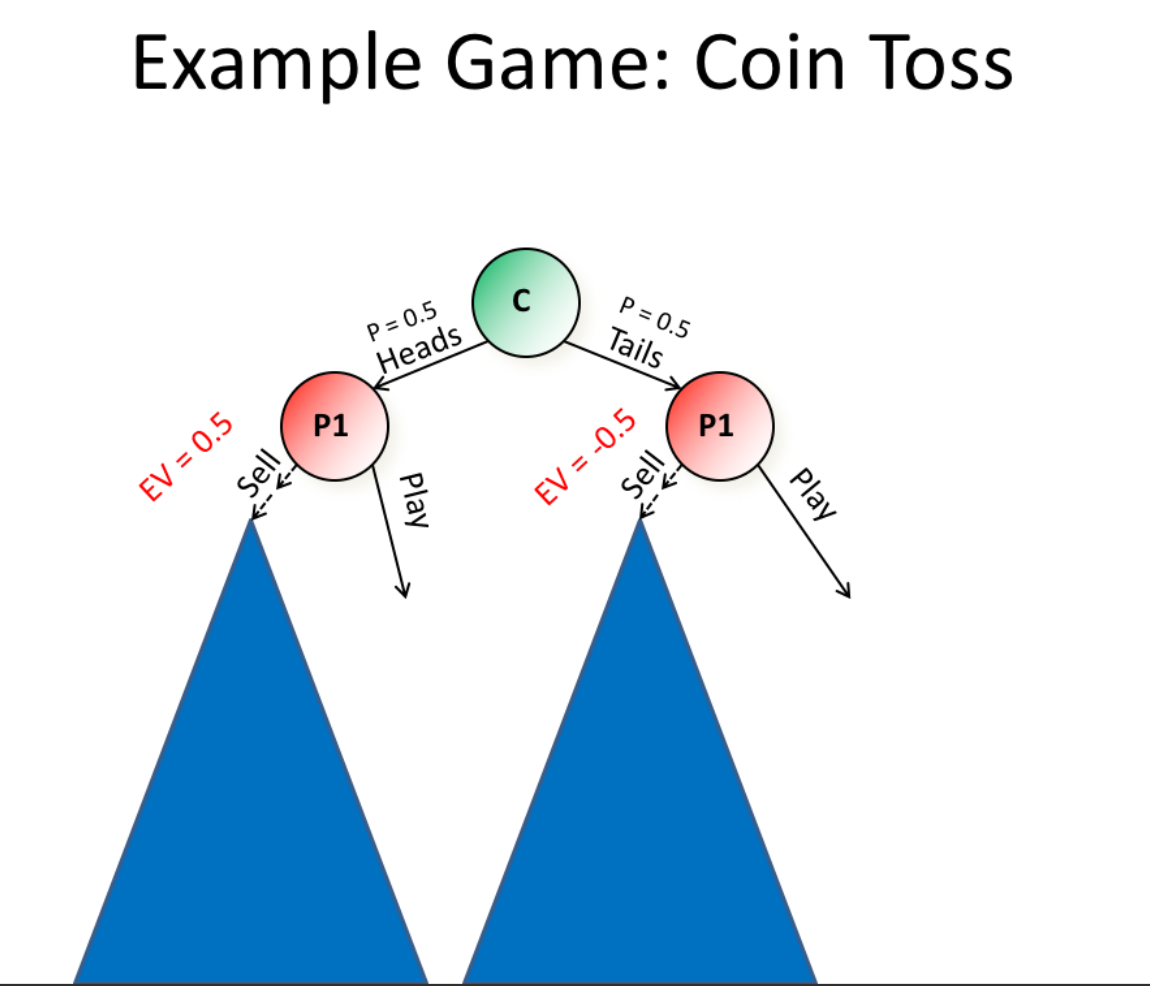 Example Game: Coin Toss
C
P = 0.5
Heads
P = 0.5
Tails
P1
P1
EV = 0.5
Sell
Play
EV = -0.5
Sell
Play